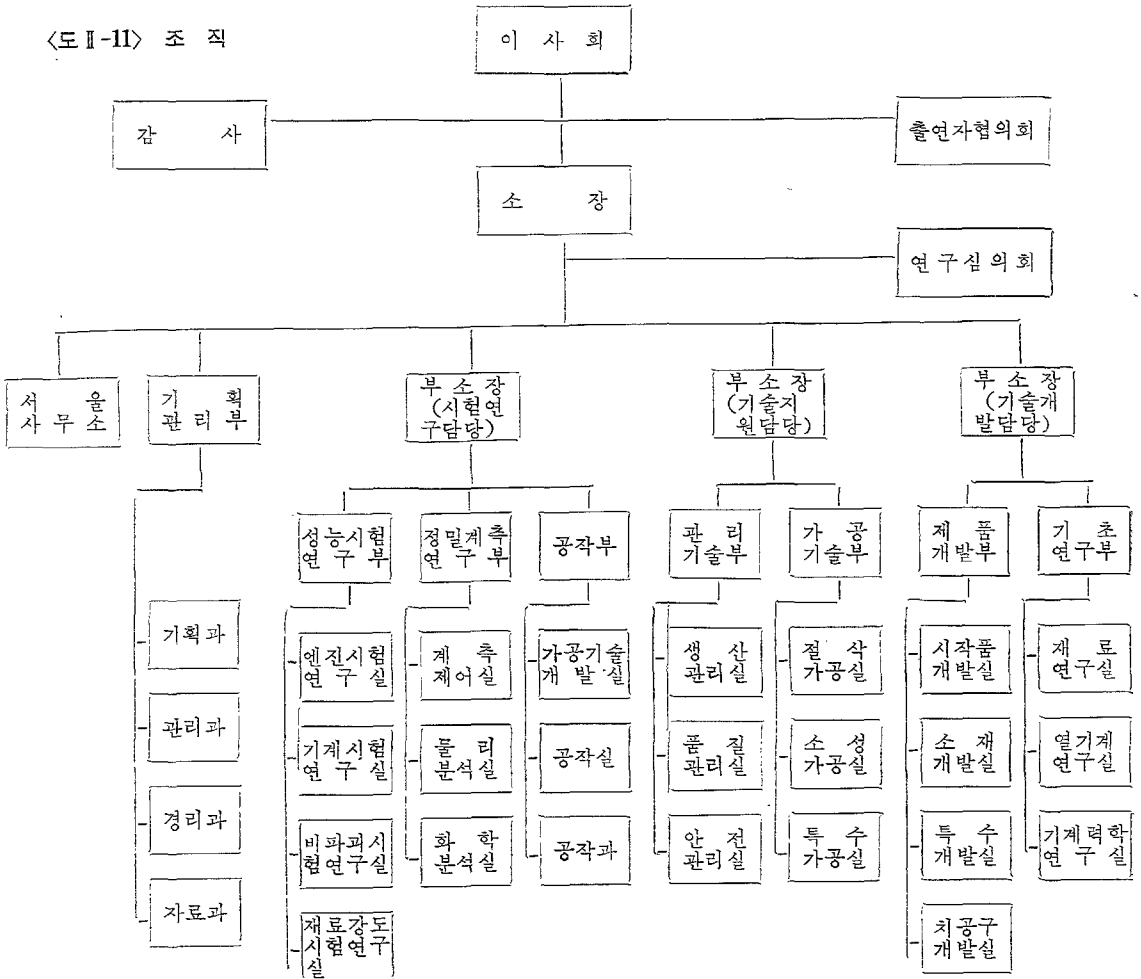 〈도 Ⅱ-11〉 조 직
이 사 회
감 사
출연자협의회
소 장
연구심의회
서 울
사무소
기 획
관리부
부소장
(시험연
구담당)
부소장
(기술지
원담당)
부소장
(기술개
발담당)
성능시험
연 구 부
정밀계측
연 구 부
공작부
관 리
기술부
가 공
기술부
제 품
개발부
기 초
연구부
기획과
관리과
경리과
자료과
엔진시험
연 구 실
기계시험
연 구 실
비파괴시
험연구실
재료강도
시험연구
실
계 측
제어실
물 리
분석실
화 학
분석실
가공기술
개 발 실
공작실
공작과
생 산
관리실
품 질
관리실
안 전
관리실
절 삭
가공실
소 성
가공실
특 수
가공실
시작품
개발실
소 재
개발실
특 수
개발실
치공구
개발실
재 료
연구실
열기계
연구실
기계력학
연 구 실